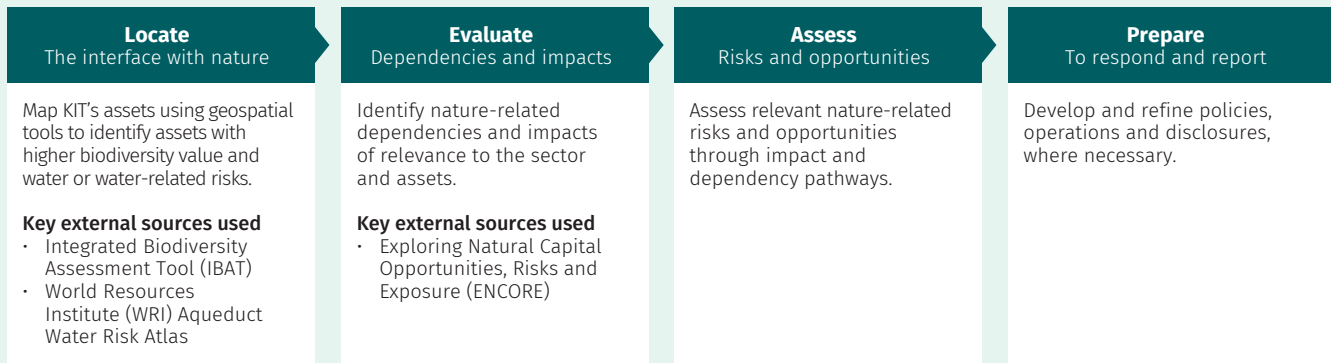 Locate
The interface with nature
Map KIT's assets using geospatial
tools to identify assets with
higher biodiversity value and
water or water-related risks.
Key external sources used
• Integrated Biodiversity
Assessment Tool (IBAT)
• World Resources
Institute (WRI) Aqueduct
Water Risk Atlas
Evaluate
Dependencies and impacts
Identify nature-related
dependencies and impacts
of relevance to the sector
and assets.
Key external sources used
• Exploring Natural Capital
Opportunities, Risks and
Exposure (ENCORE)
Assess
Risks and opportunities
Assess relevant nature-related
risks and opportunities
through impact and
dependency pathways.
Prepare
To respond and report
Develop and refine policies,
operations and disclosures,
where necessary.